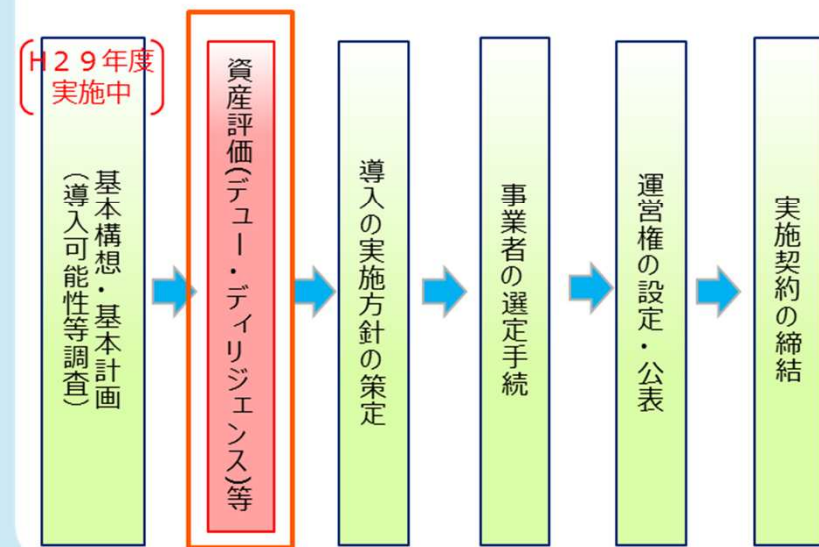 H29年度
実施中
基本構想・基本計画
(導入可能性等調査)
資産評価(デュー・ディリジェンス)等
導入の実施方針の策定
事業者の選定手続
運営権の設定・公表
実施契約の締結